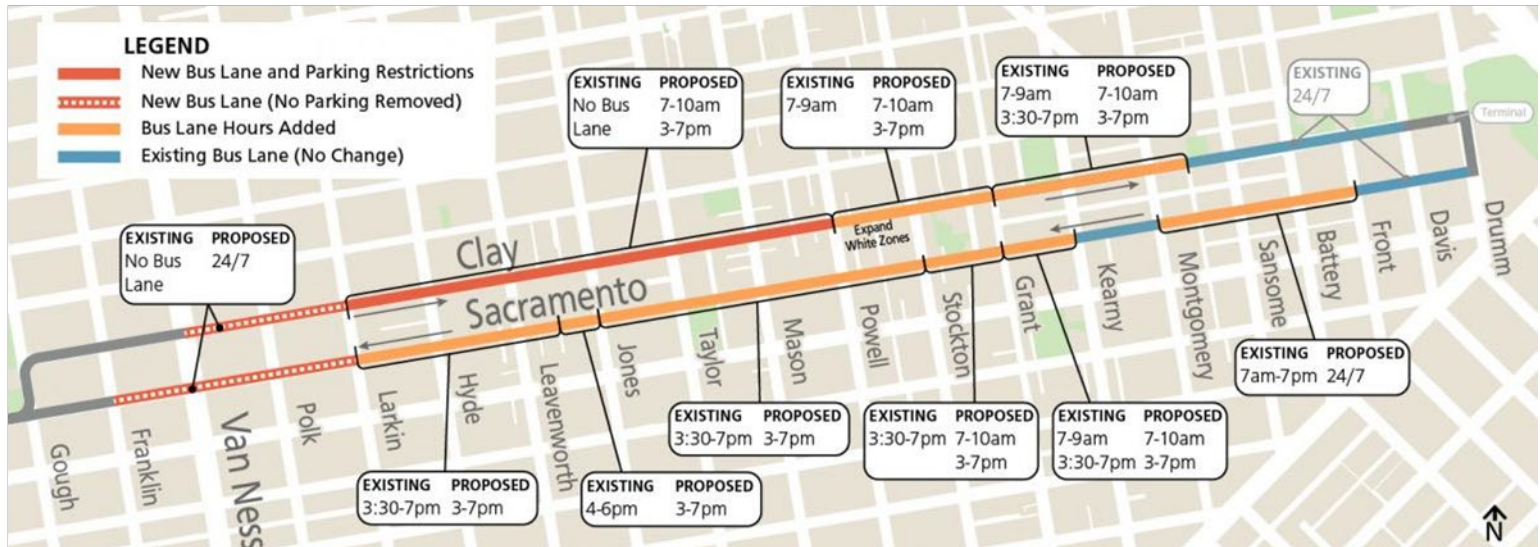 LEGEND
New Bus Lane and Parking Restrictions
New Bus Lane (No Parking Removed)
Bus Lane Hours Added
Existing Bus Lane (No Change)
EXISTING PROPOSED
No Bus 7-10am
Lane 3-7pm
EXISTING PROPOSED
7-9am 7-10am
3-7pm
EXISTING PROPOSED
7-9am 7-10am
3:30-7pm 3-7pm
EXISTING
24/7
Terminal
EXISTING PROPOSED
No Bus 24/7
Lane
Clay
Sacramento
Expand
White Zones
Gough
Franklin
Van Ness
Polk
Larkin
Hyde
Leavenworth
Jones
Taylor
Mason
Powell
Stockton
Grant
Kearny
Montgomery
Sansome
Battery
Front
Davis
Drumm
EXISTING PROPOSED
7am-7pm 24/7
EXISTING PROPOSED
3:30-7pm 3-7pm
EXISTING PROPOSED
3:30-7pm 7-10am
3-7pm
EXISTING PROPOSED
7-9am 7-10am
3:30-7pm 3-7pm
EXISTING PROPOSED
3:30-7pm 3-7pm
EXISTING PROPOSED
4-6pm 3-7pm
N